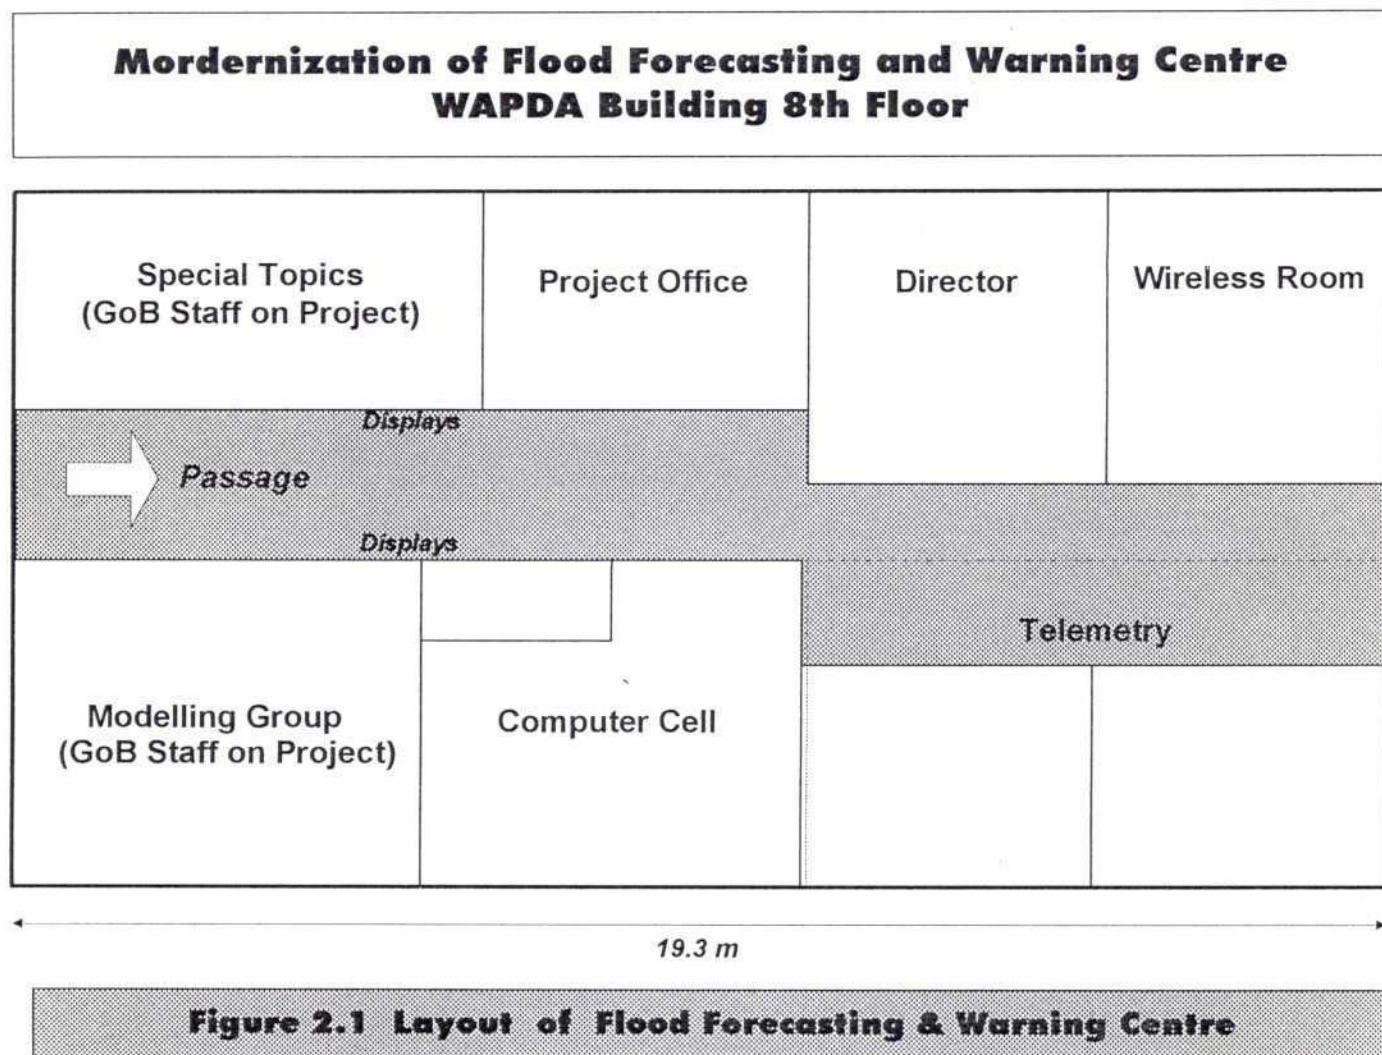 Mordernization of Flood Forecasting and Warning Centre
WAPDA Building 8th Floor
Special Topics
(GoB Staff on Project)
Project Office
Director
Wireless Room
Displays
Passage
Displays
Telemetry
Modelling Group
(GoB Staff on Project)
Computer Cell
19.3 m
Figure 2.1 Layout of Flood Forecasting & Warning Centre